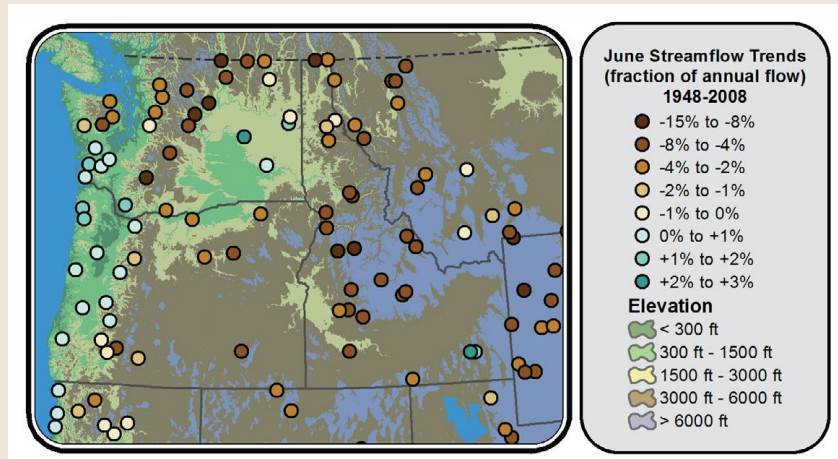 June Streamflow Trends
(fraction of annual flow)
1948-2008
-15% to -8%
-8% to -4%
-4% to -2%
-2% to -1%
-1% to 0%
0% to +1%
+1% to +2%
+2% to +3%
Elevation
< 300 ft
300 ft - 1500 ft
1500 ft - 3000 ft
3000 ft - 6000 ft
> 6000 ft